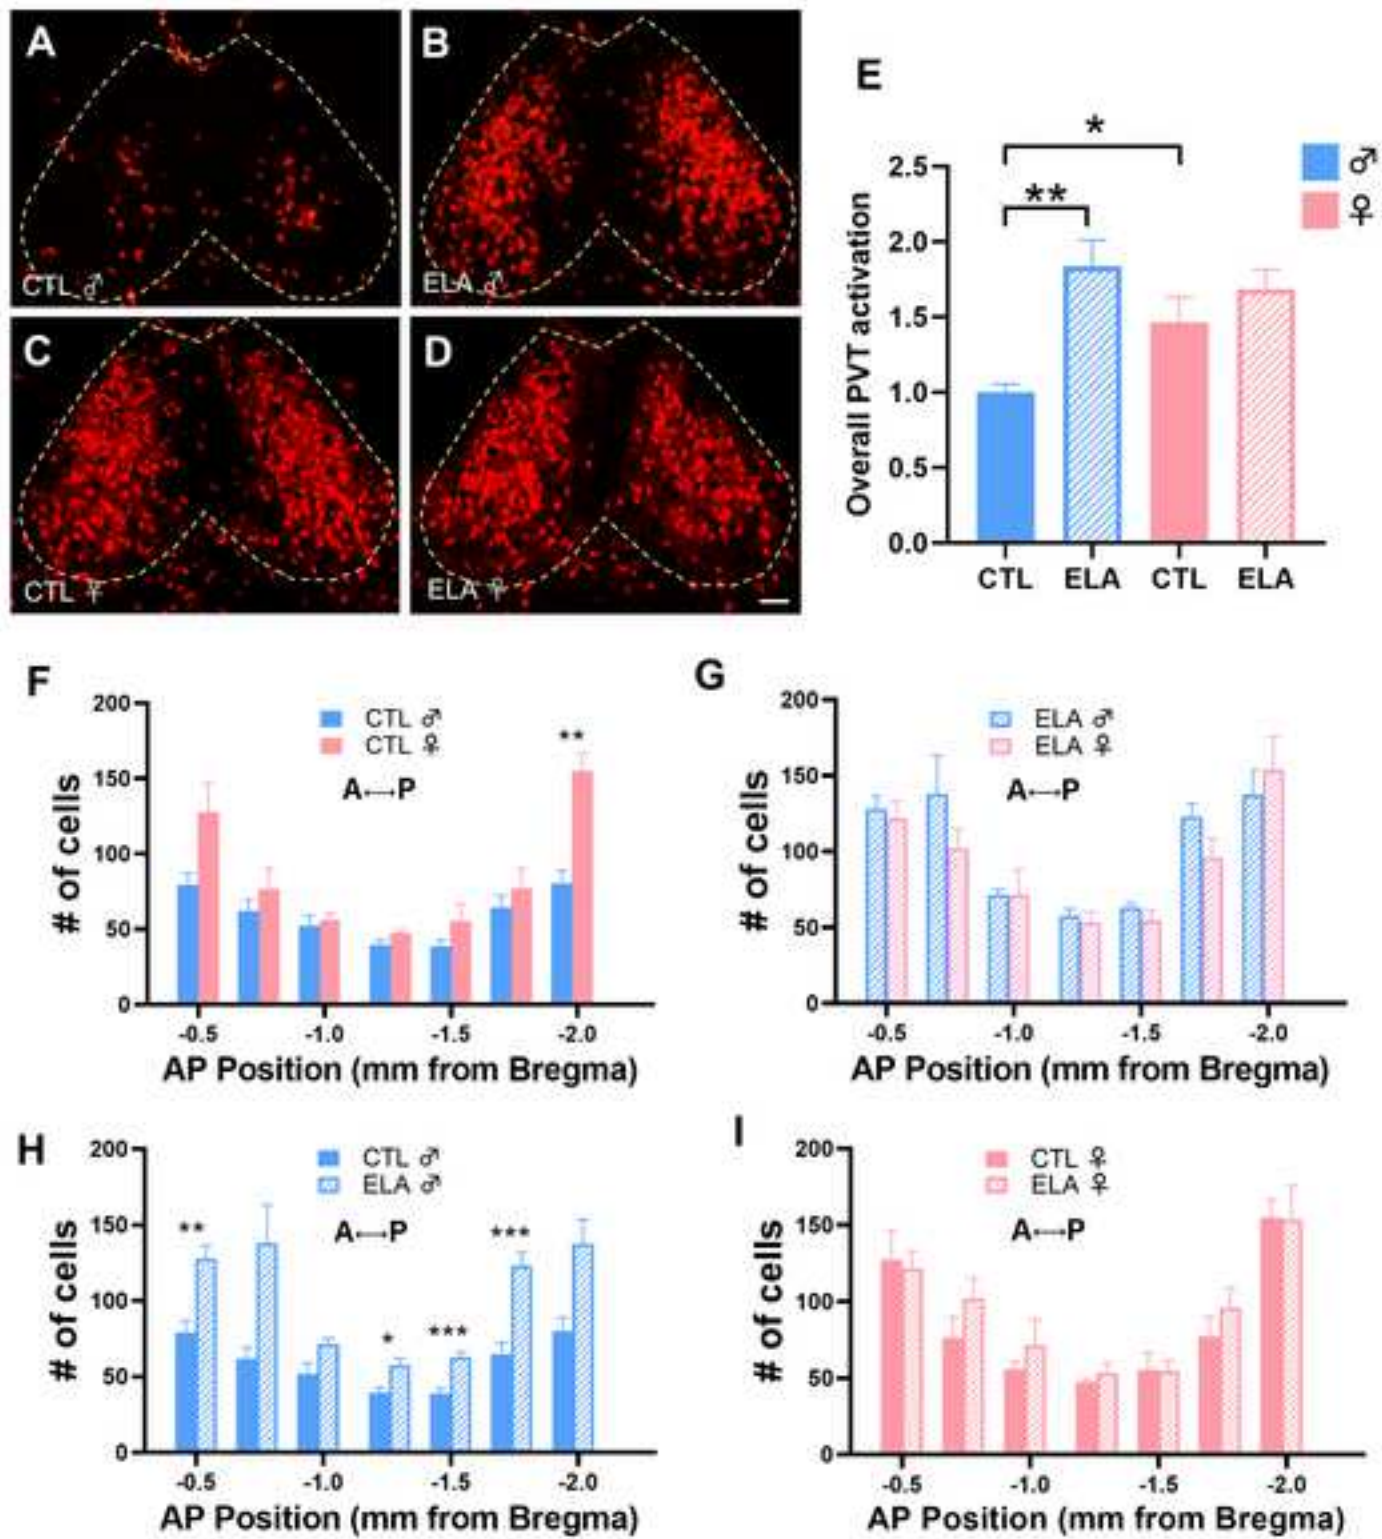 A
CTL ♂
B
ELA ♂
C
CTL ♀
D
ELA ♀
E
Overall PVT activation
2.5
2.0
1.5
1.0
0.5
0.0
*
**
♂
♀
CTL ELA CTL ELA
F
# of cells
200
150
100
50
0
CTL ♂
CTL ♀
A⟷P
**
-0.5 -1.0 -1.5 -2.0
AP Position (mm from Bregma)
G
# of cells
200
150
100
50
0
ELA ♂
ELA ♀
A⟷P
-0.5 -1.0 -1.5 -2.0
AP Position (mm from Bregma)
H
# of cells
200
150
100
50
0
CTL ♂
ELA ♂
A⟷P
** * *** ***
-0.5 -1.0 -1.5 -2.0
AP Position (mm from Bregma)
I
# of cells
200
150
100
50
0
CTL ♀
ELA ♀
A⟷P
-0.5 -1.0 -1.5 -2.0
AP Position (mm from Bregma)